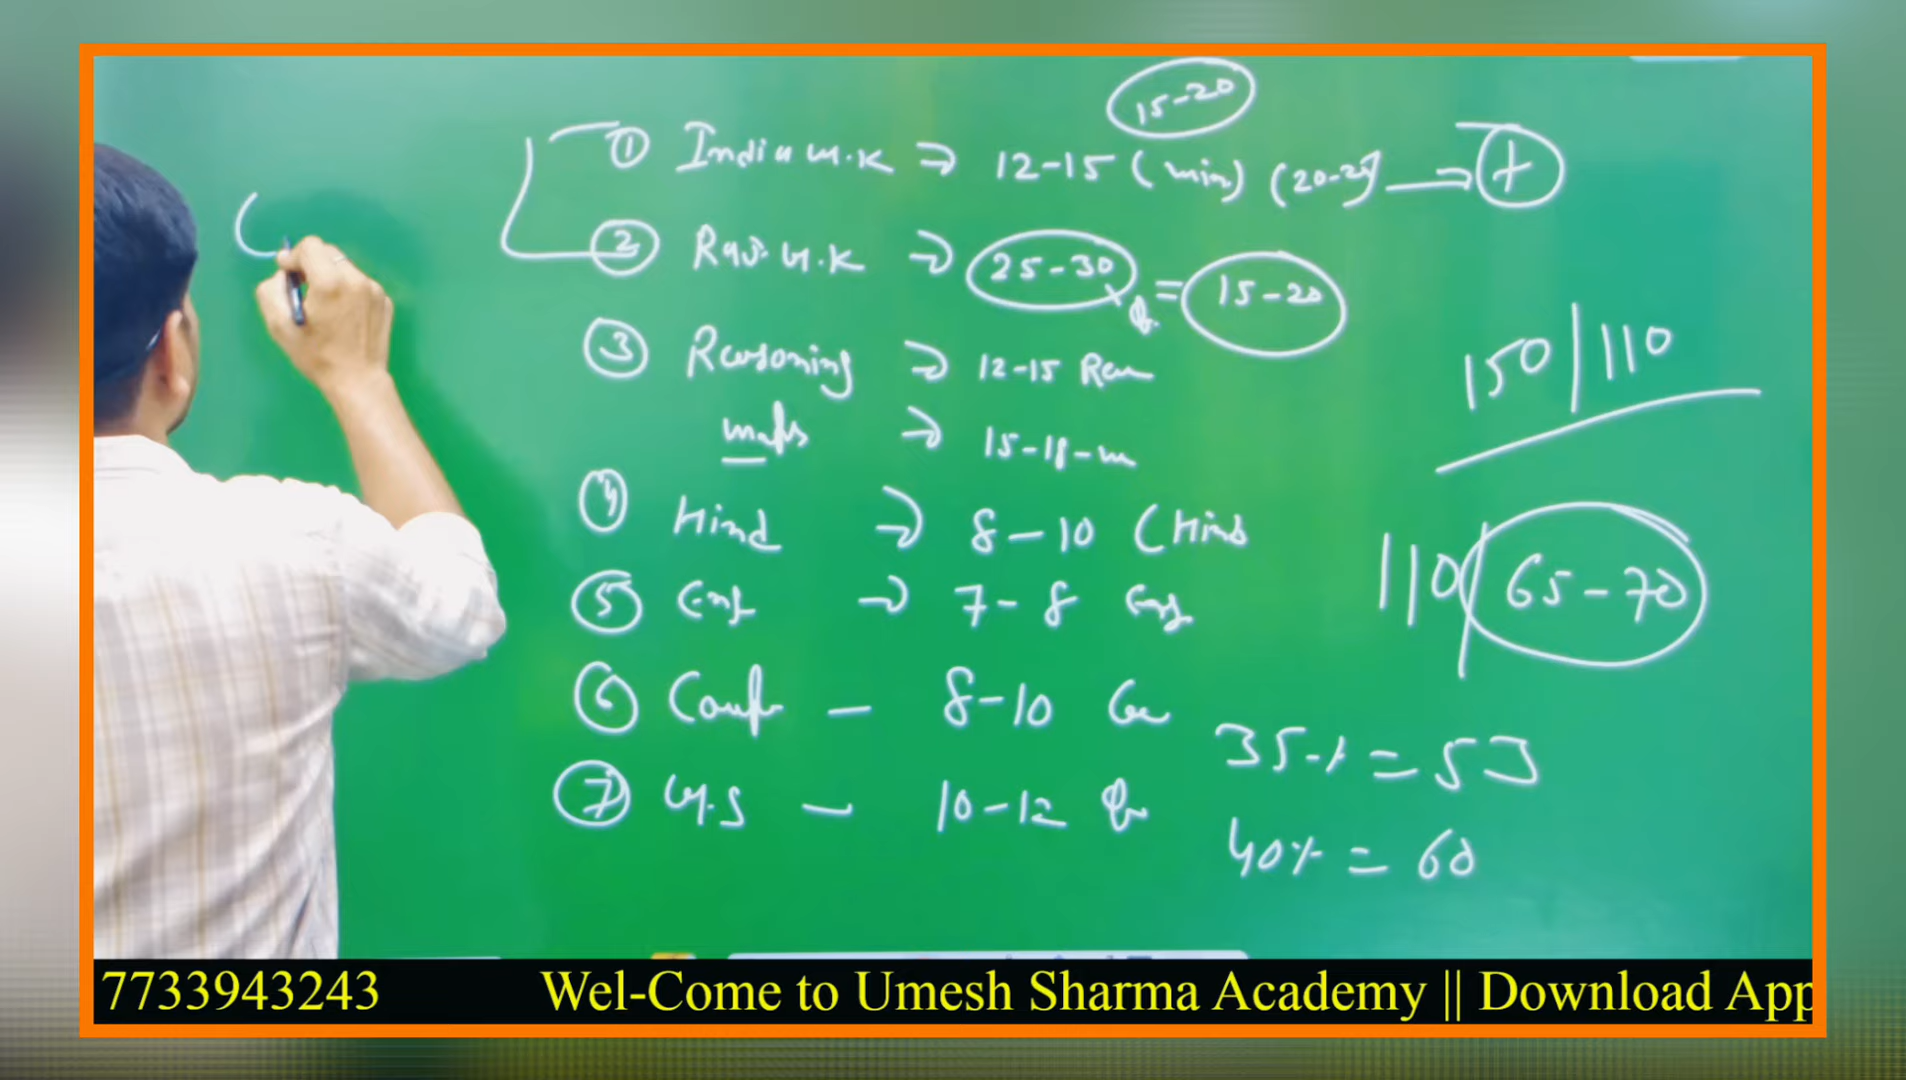 15-20
① India G.K ⇒ 12-15 (min) (20-25) → +
② Raj. G.K ⇒ 25-30 Q. = 15-20
③ Reasoning ⇒ 12-15 Rea
150 | 110
maths ⇒ 15-18-m
④ Hind ⇒ 8-10 (Hind
⑤ Eng → 7-8 Eng
110 | 65-70
⑥ Comp - 8-10
35% = 53
⑦ G.S - 10-12 Q
40% = 60
7733943243 Wel-Come to Umesh Sharma Academy || Download App